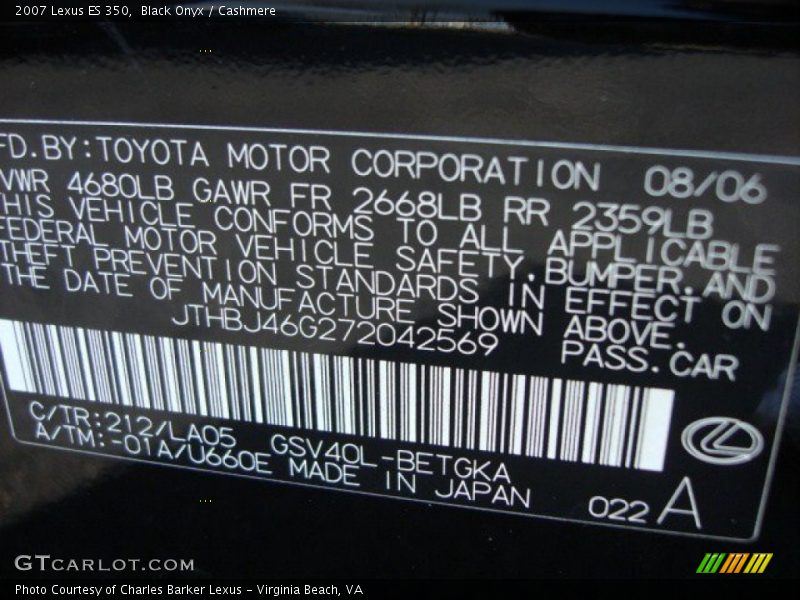 2007 Lexus ES 350, Black Onyx / Cashmere
FD.BY:TOYOTA MOTOR CORPORATION 08/06
VWR 4680LB GAWR FR 2668LB RR 2359LB
THIS VEHICLE CONFORMS TO ALL APPLICABLE
FEDERAL MOTOR VEHICLE SAFETY,BUMPER,AND
THEFT PREVENTION STANDARDS IN EFFECT ON
THE DATE OF MANUFACTURE SHOWN ABOVE.
JTHBJ46G272042569 PASS.CAR
C/TR:212/LA05 GSV40L-BETGKA
A/TM:-01A/U660E MADE IN JAPAN 022 A
GTCARLOT.COM
Photo Courtesy of Charles Barker Lexus - Virginia Beach, VA